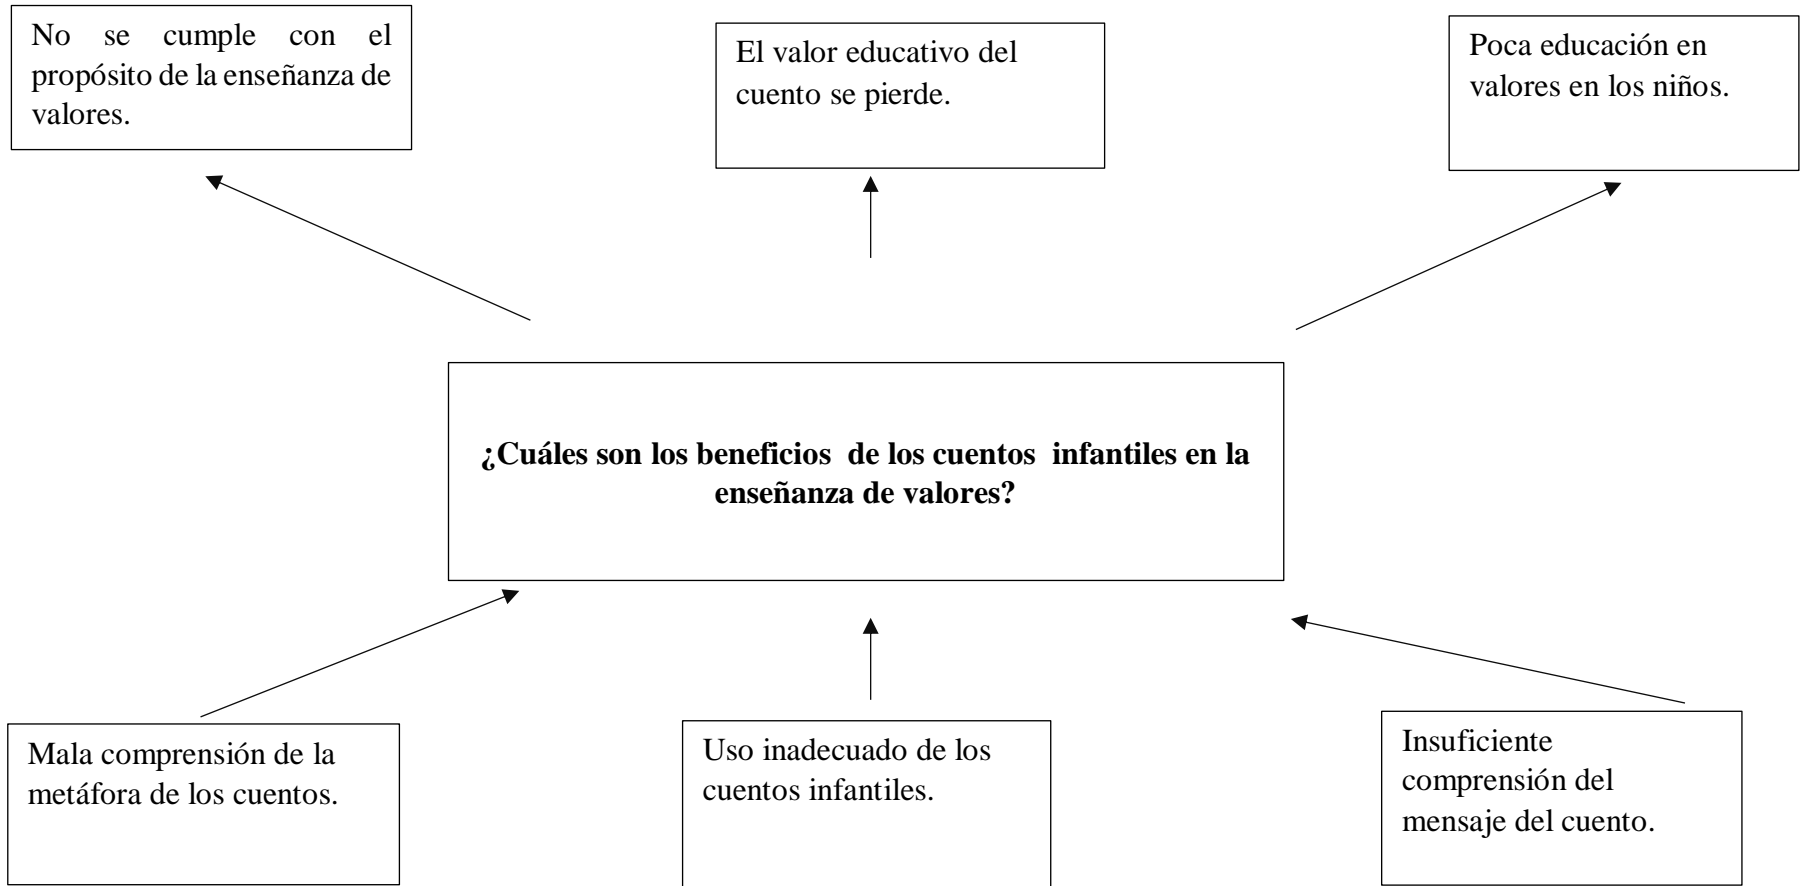 No se cumple con el
propósito de la enseñanza de
valores.
El valor educativo del
cuento se pierde.
Poca educación en
valores en los niños.
¿Cuáles son los beneficios de los cuentos infantiles en la
enseñanza de valores?
Mala comprensión de la
metáfora de los cuentos.
Uso inadecuado de los
cuentos infantiles.
Insuficiente
comprensión del
mensaje del cuento.